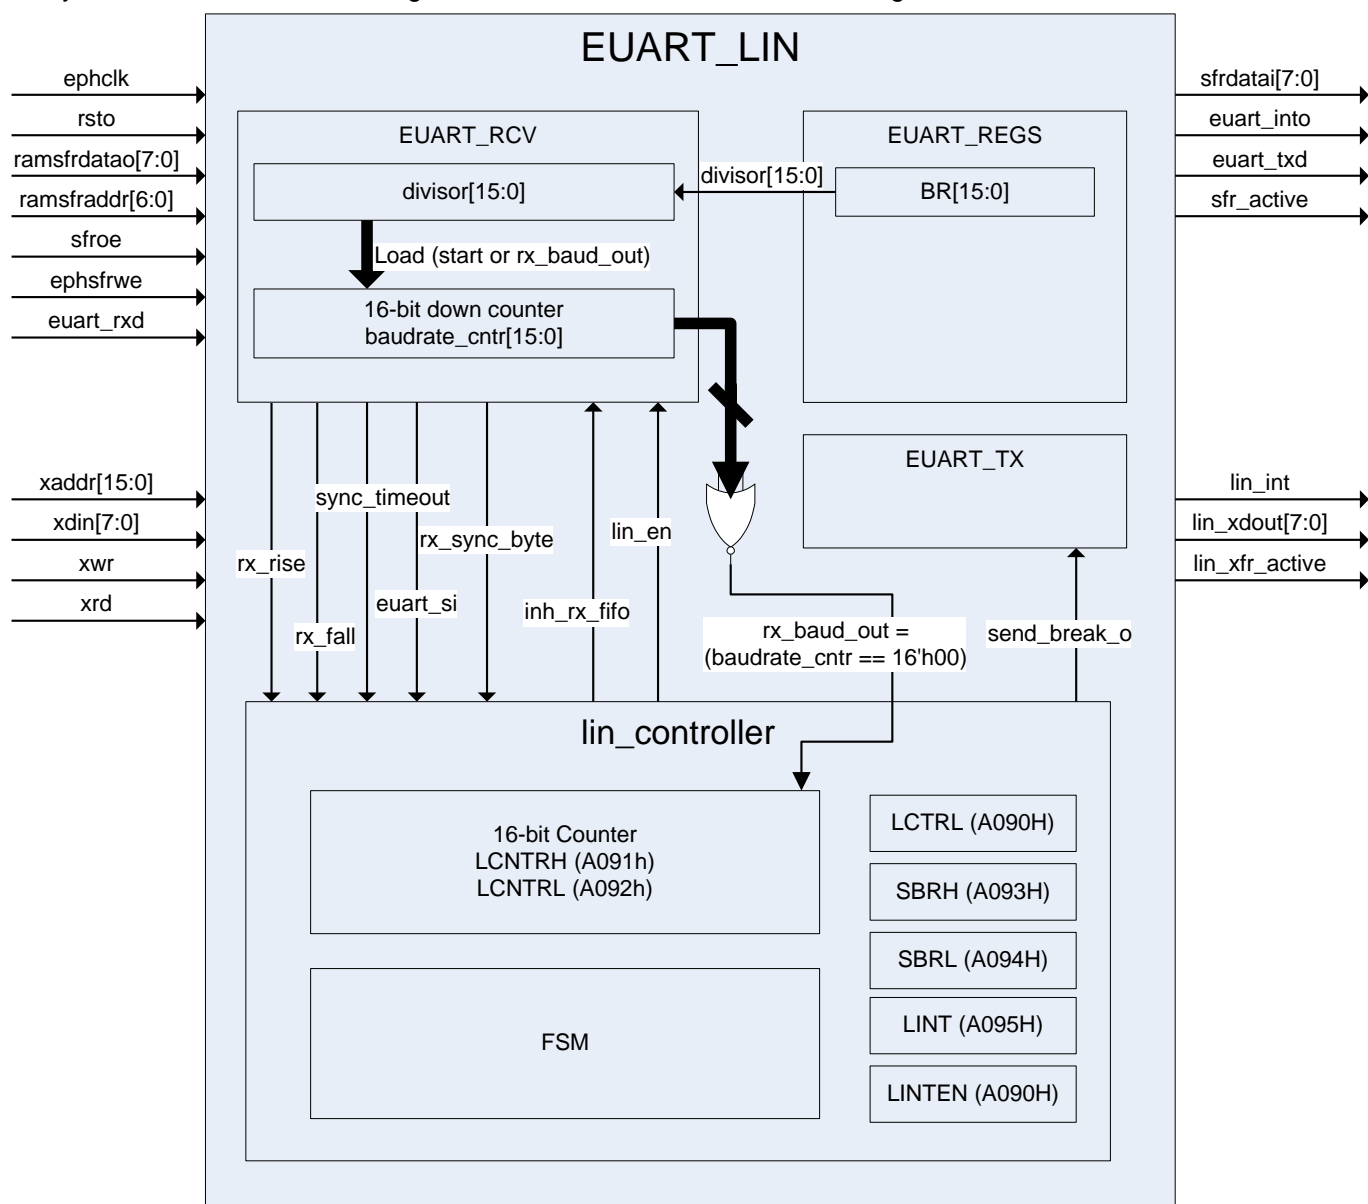 EUART_LIN
ephclk
rsto
ramsfrdatao[7:0]
ramsfraddr[6:0]
sfroe
ephsfrwe
euart_rxd
xaddr[15:0]
xdin[7:0]
xwr
xrd
EUART_RCV
divisor[15:0]
Load (start or rx_baud_out)
16-bit down counter
baudrate_cntr[15:0]
divisor[15:0]
EUART_REGS
BR[15:0]
EUART_TX
sfrdatai[7:0]
euart_into
euart_txd
sfr_active
lin_int
lin_xdout[7:0]
lin_xfr_active
rx_rise
rx_fall
sync_timeout
euart_si
rx_sync_byte
inh_rx_fifo
lin_en
rx_baud_out =
(baudrate_cntr == 16'h00)
send_break_o
lin_controller
16-bit Counter
LCNTRH (A091h)
LCNTRL (A092h)
FSM
LCTRL (A090H)
SBRH (A093H)
SBRL (A094H)
LINT (A095H)
LINTEN (A090H)